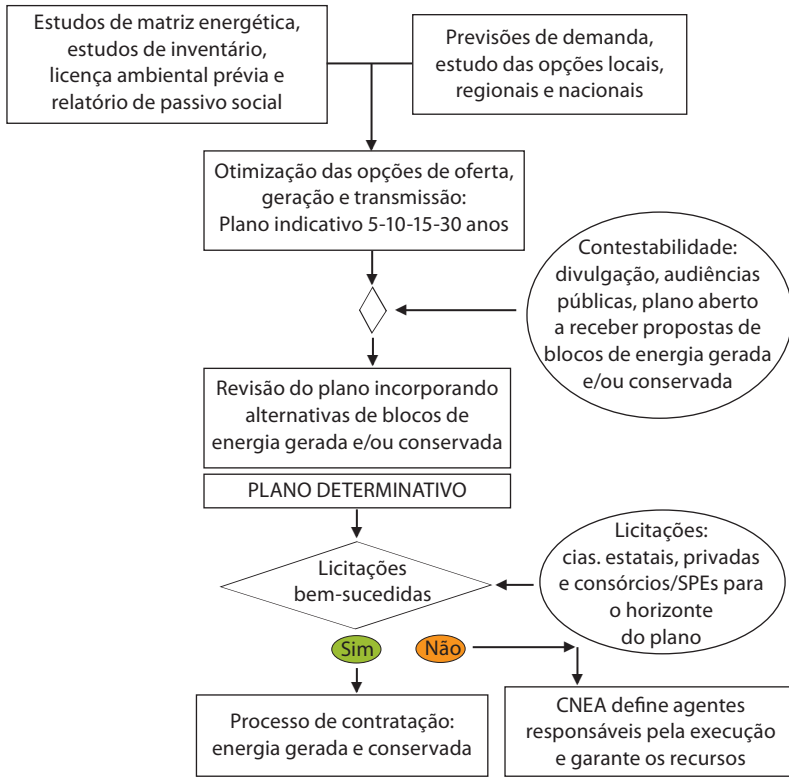 Estudos de matriz energética,
estudos de inventário,
licença ambiental prévia e
relatório de passivo social
Previsões de demanda,
estudo das opções locais,
regionais e nacionais
Otimização das opções de oferta,
geração e transmissão:
Plano indicativo 5-10-15-30 anos
Contestabilidade:
divulgação, audiências
públicas, plano aberto
a receber propostas de
blocos de energia gerada
e/ou conservada
Revisão do plano incorporando
alternativas de blocos de
energia gerada e/ou conservada
PLANO DETERMINATIVO
Licitações
bem-sucedidas
Licitações:
cias. estatais, privadas
e consórcios/SPEs para
o horizonte
do plano
Sim
Não
Processo de contratação:
energia gerada e conservada
CNEA define agentes
responsáveis pela execução
e garante os recursos